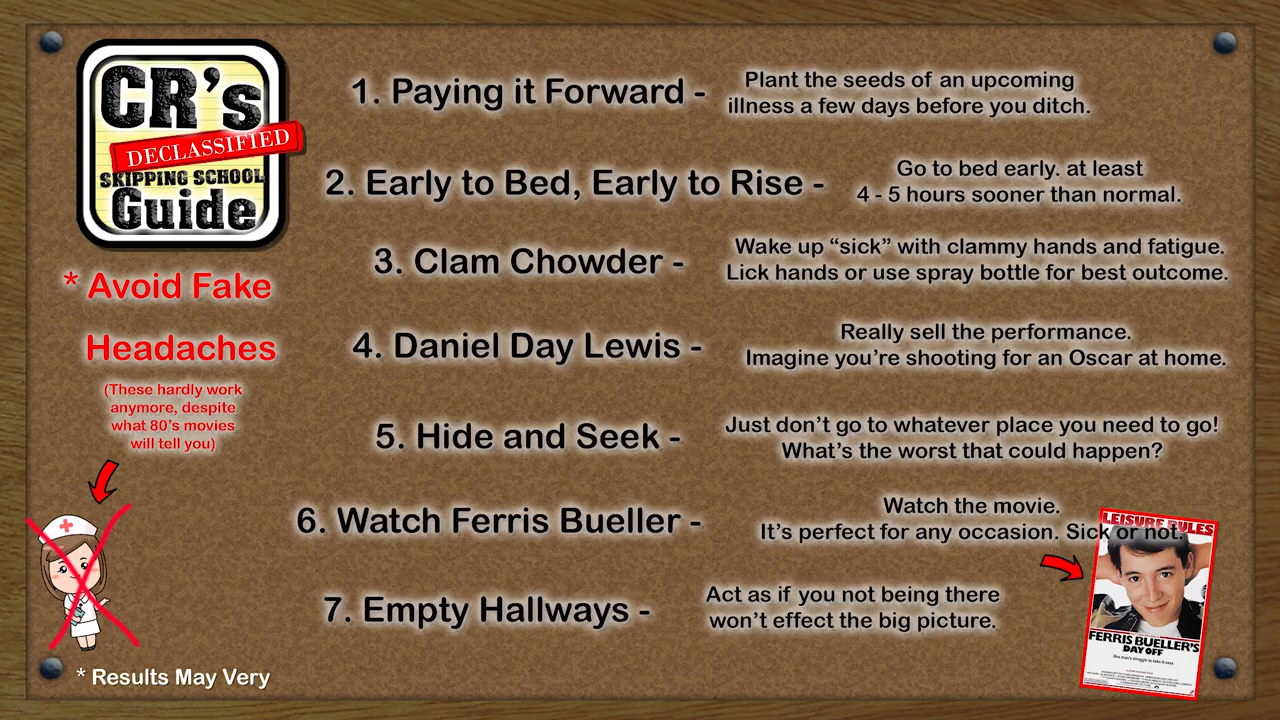 CR's
DECLASSIFIED
SKIPPING SCHOOL
Guide
* Avoid Fake
Headaches
(These hardly work
anymore, despite
what 80's movies
will tell you)
* Results May Very
1. Paying it Forward -
Plant the seeds of an upcoming
illness a few days before you ditch.
2. Early to Bed, Early to Rise -
Go to bed early. at least
4 - 5 hours sooner than normal.
3. Clam Chowder -
Wake up “sick” with clammy hands and fatigue.
Lick hands or use spray bottle for best outcome.
4. Daniel Day Lewis -
Really sell the performance.
Imagine you’re shooting for an Oscar at home.
5. Hide and Seek -
Just don’t go to whatever place you need to go!
What’s the worst that could happen?
6. Watch Ferris Bueller -
Watch the movie.
It’s perfect for any occasion. Sick or not.
7. Empty Hallways -
Act as if you not being there
won’t effect the big picture.
LEISURE RULES
FERRIS BUELLER'S
DAY OFF
One man's struggle to take it easy.